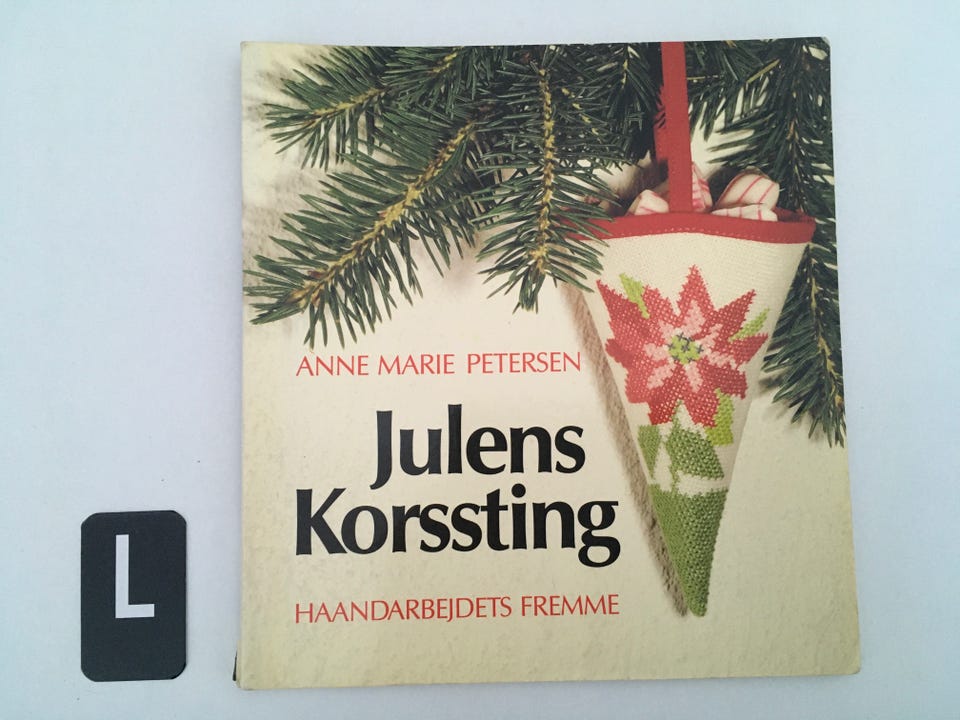 ANNE MARIE PETERSEN
Julens
Korssting
HAANDARBEJDETS FREMME
L